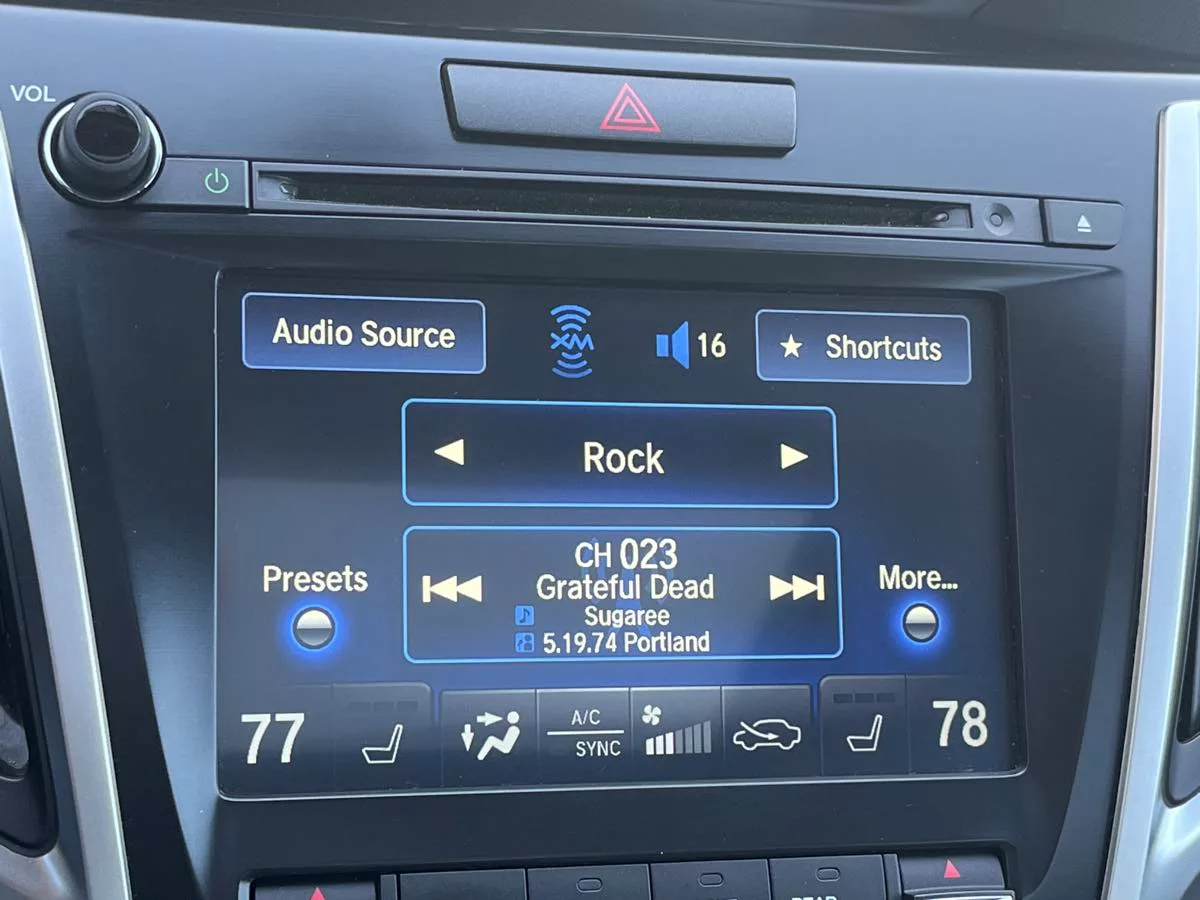 VOL
Audio Source
XM
16
★ Shortcuts
Rock
CH 023
Grateful Dead
Sugaree
5.19.74 Portland
Presets
More...
77
A/C
SYNC
78